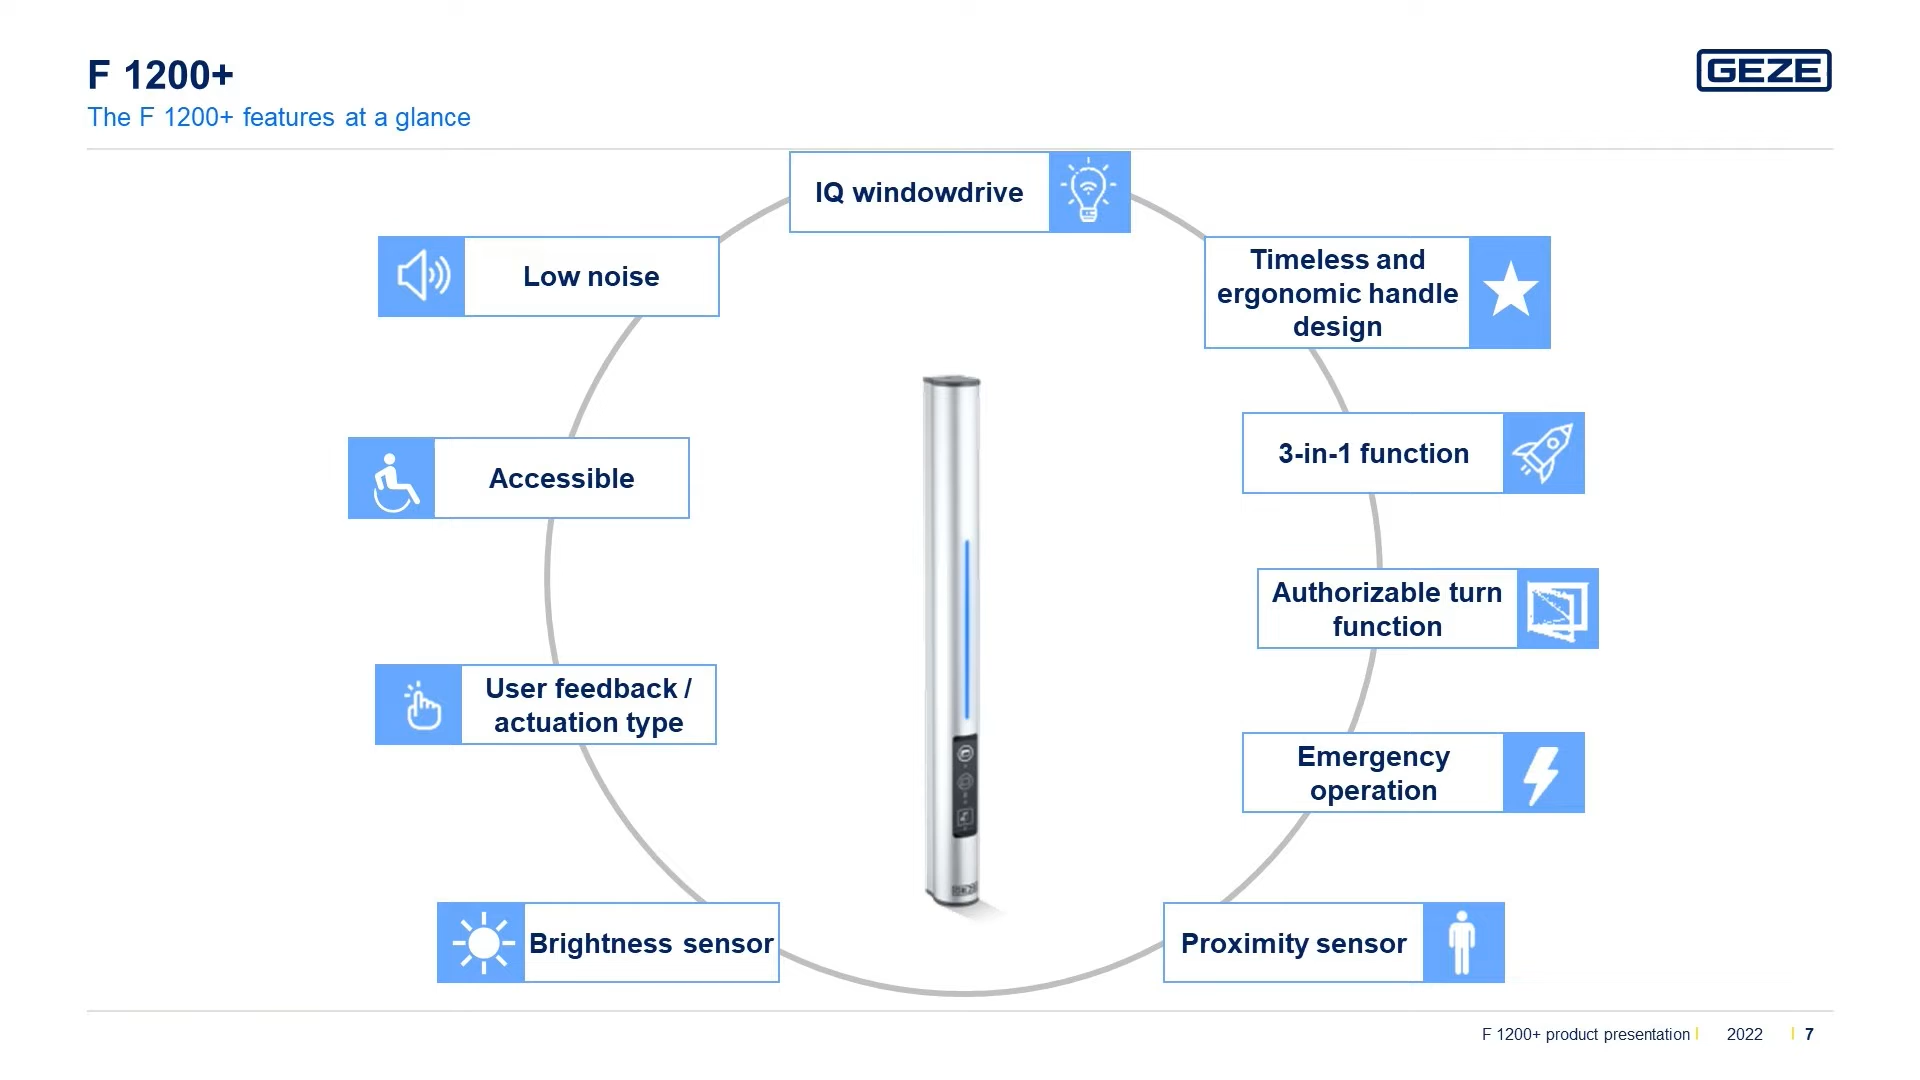 F 1200+
The F 1200+ features at a glance
GEZE
IQ windowdrive
Low noise
Timeless and
ergonomic handle
design
Accessible
3-in-1 function
Authorizable turn
function
User feedback /
actuation type
Emergency
operation
Brightness sensor
Proximity sensor
F 1200+ product presentation
2022
7